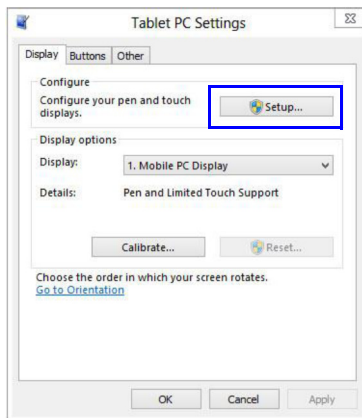 Tablet PC Settings
Display Buttons Other
Configure
Configure your pen and touch
displays.
Setup...
Display options
Display: 1. Mobile PC Display
Details: Pen and Limited Touch Support
Calibrate... Reset...
Choose the order in which your screen rotates.
Go to Orientation
OK Cancel Apply